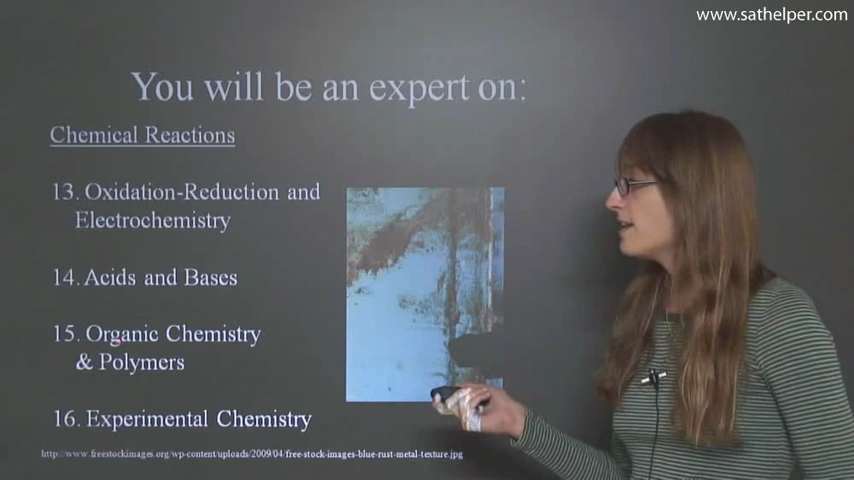 www.sathelper.com
You will be an expert on:
Chemical Reactions
13. Oxidation-Reduction and
Electrochemistry
14. Acids and Bases
15. Organic Chemistry
& Polymers
16. Experimental Chemistry
http://www.freestockimages.org/wp-content/uploads/2009/04/free-stock-images-blue-rust-metal-texture.jpg